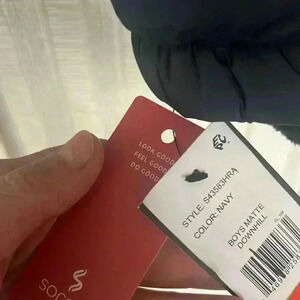 LOOK GOOD
FEEL GOOD
DO GOOD
STYLE: S43583HRA
COLOR: NAVY
BOYS MATTE
DOWNHILL